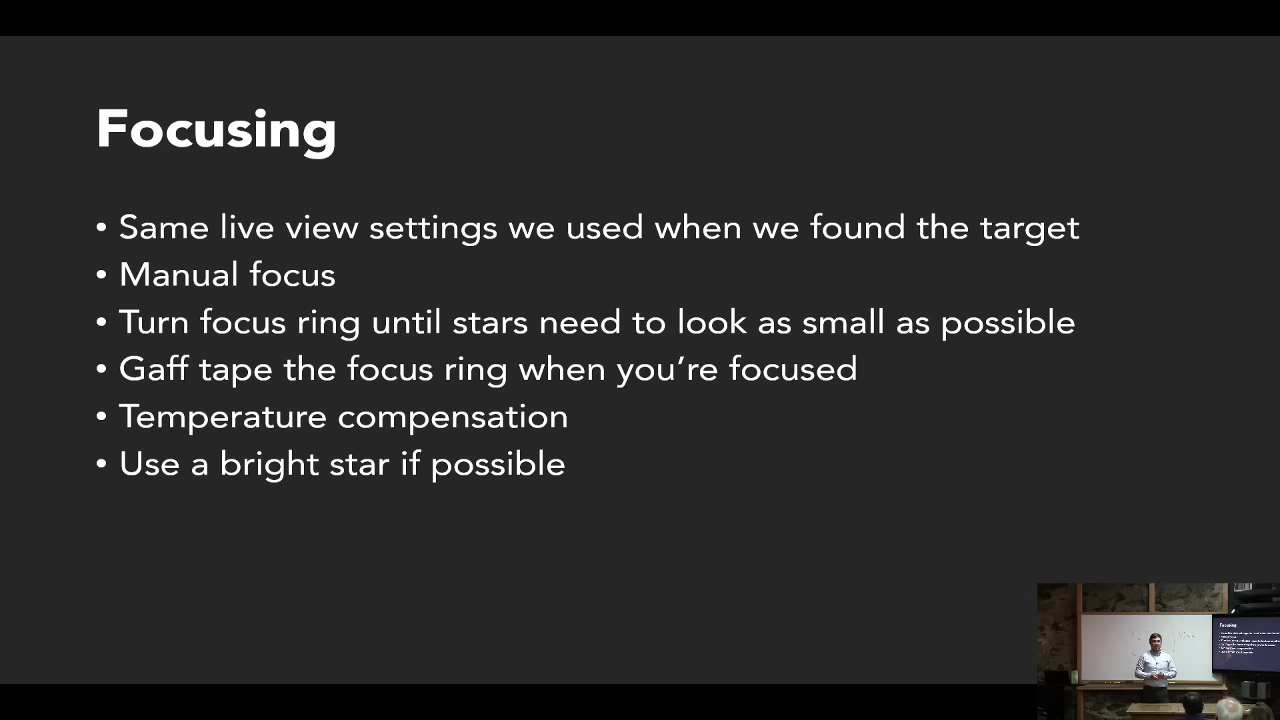 Focusing
• Same live view settings we used when we found the target
• Manual focus
• Turn focus ring until stars need to look as small as possible
• Gaff tape the focus ring when you’re focused
• Temperature compensation
• Use a bright star if possible
Focusing